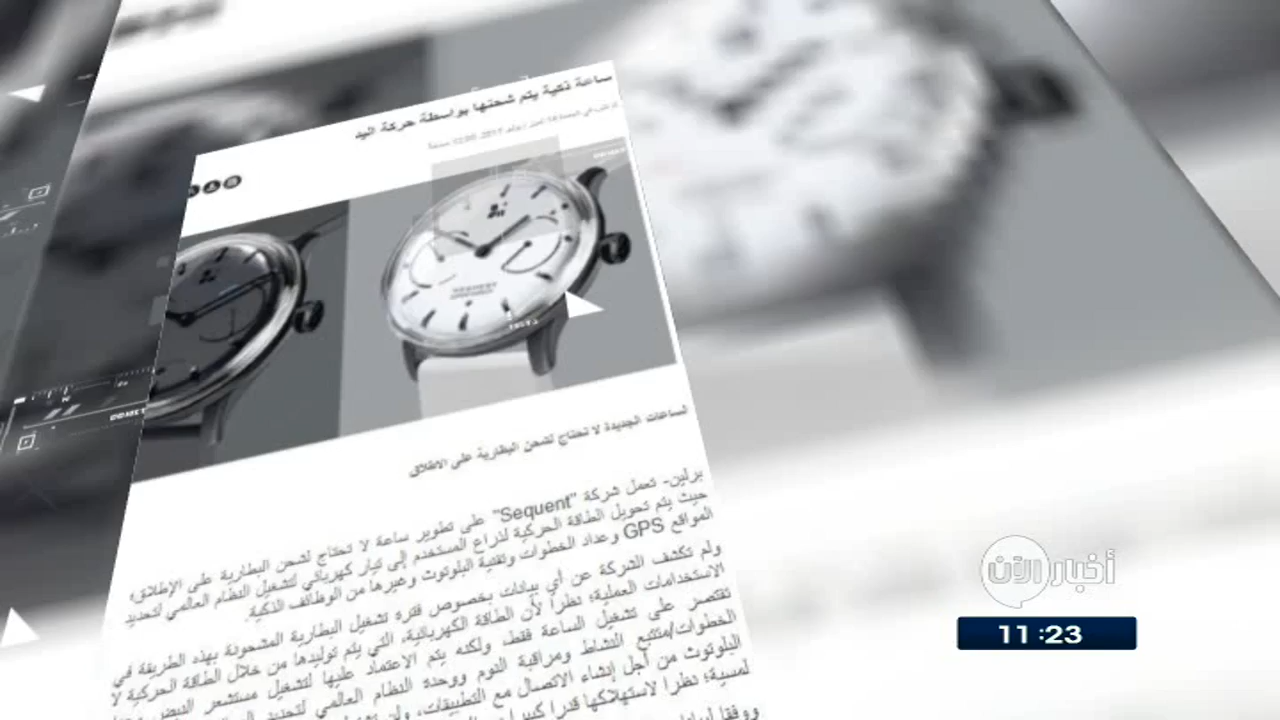 ساعة ذكية يتم شحنها بواسطة حركة اليد
SEQUENT
الساعات الجديدة لا تحتاج لشحن البطارية على الإطلاق
برلين- تعمل شركة "Sequent" على تطوير ساعة لا تحتاج لشحن البطارية على الإطلاق،
حيث يتم تحويل الطاقة الحركية لذراع المستخدم إلى تيار كهربائي لتشغيل النظام العالمي لتحديد
المواقع GPS وعداد الخطوات وتقنية البلوتوث وغيرها من الوظائف الذكية.
ولم تكشف الشركة عن أي بيانات بخصوص فترة تشغيل البطارية المشحونة بهذه الطريقة في
الاستخدامات العملية؛ نظرا لأن الطاقة الكهربائية، التي يتم توليدها من خلال الطاقة الحركية لا
تقتصر على تشغيل الساعة فقط، ولكنه يتم الاعتماد عليها لتشغيل مستشعر النبض
الخطوات/متتبع النشاط ومراقبة النوم ووحدة النظام العالمي لتحديد
البلوتوث من أجل إنشاء الاتصال مع التطبيقات، ولن
لمسية؛ نظرا لاستهلاكها قدرا كبيرا
ووفقا
أخبار الآن
11:23